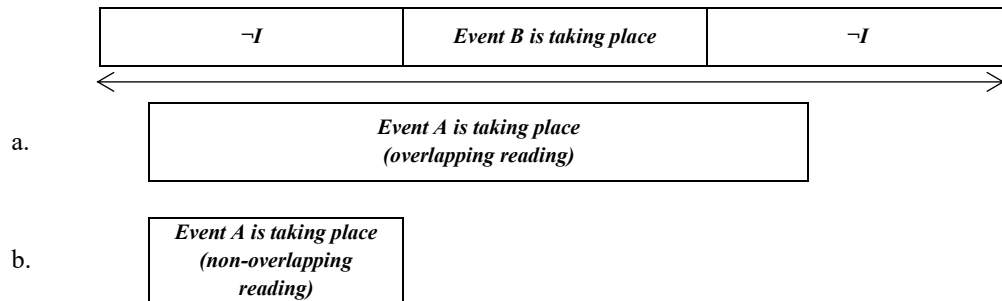 ¬I Event B is taking place ¬I
a.
Event A is taking place
(overlapping reading)
b.
Event A is taking place
(non-overlapping
reading)